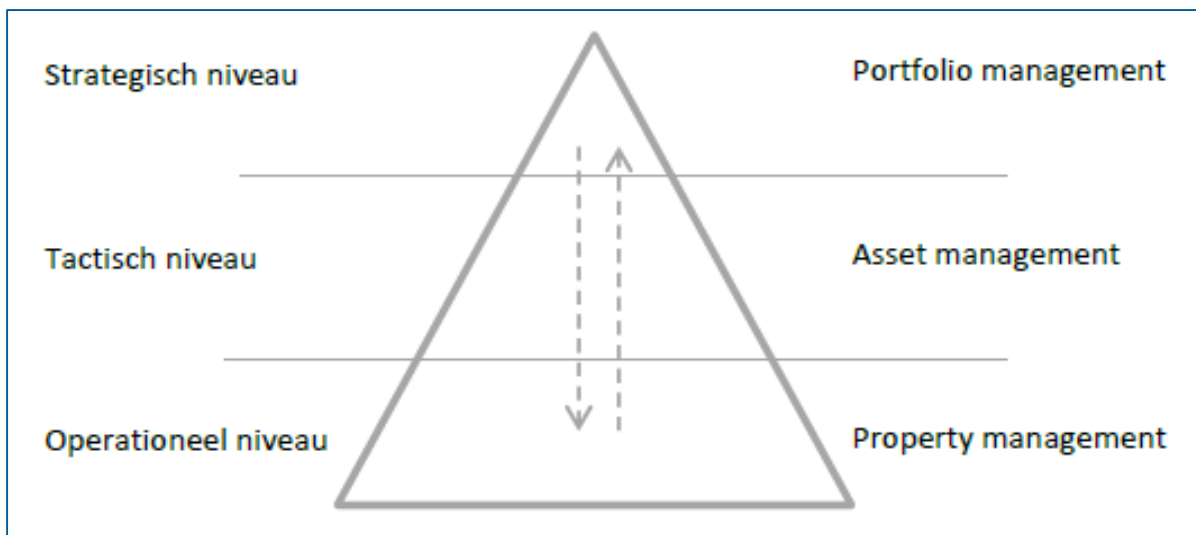 Strategisch niveau
Portfolio management
Tactisch niveau
Asset management
Operationeel niveau
Property management